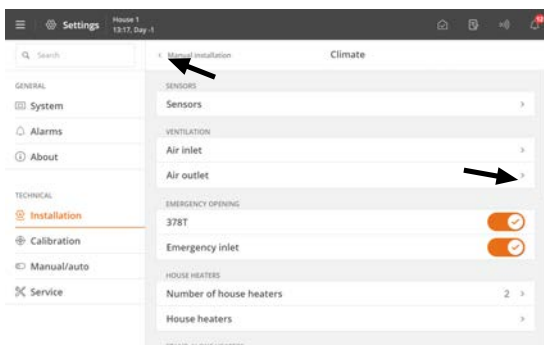 Settings
House 1
13:17, Day -1
Search
Manual installation
Climate
GENERAL
System
Alarms
About
TECHNICAL
Installation
Calibration
Manual/auto
Service
SENSORS
Sensors
VENTILATION
Air inlet
Air outlet
EMERGENCY OPENING
378T
Emergency inlet
HOUSE HEATERS
Number of house heaters 2
House heaters